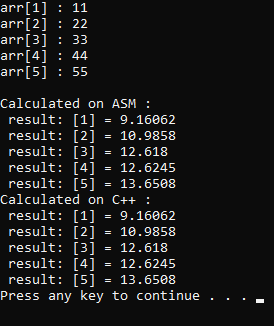 arr[1] : 11
arr[2] : 22
arr[3] : 33
arr[4] : 44
arr[5] : 55
Calculated on ASM :
result: [1] = 9.16062
result: [2] = 10.9858
result: [3] = 12.618
result: [4] = 12.6245
result: [5] = 13.6508
Calculated on C++ :
result: [1] = 9.16062
result: [2] = 10.9858
result: [3] = 12.618
result: [4] = 12.6245
result: [5] = 13.6508
Press any key to continue . . . _